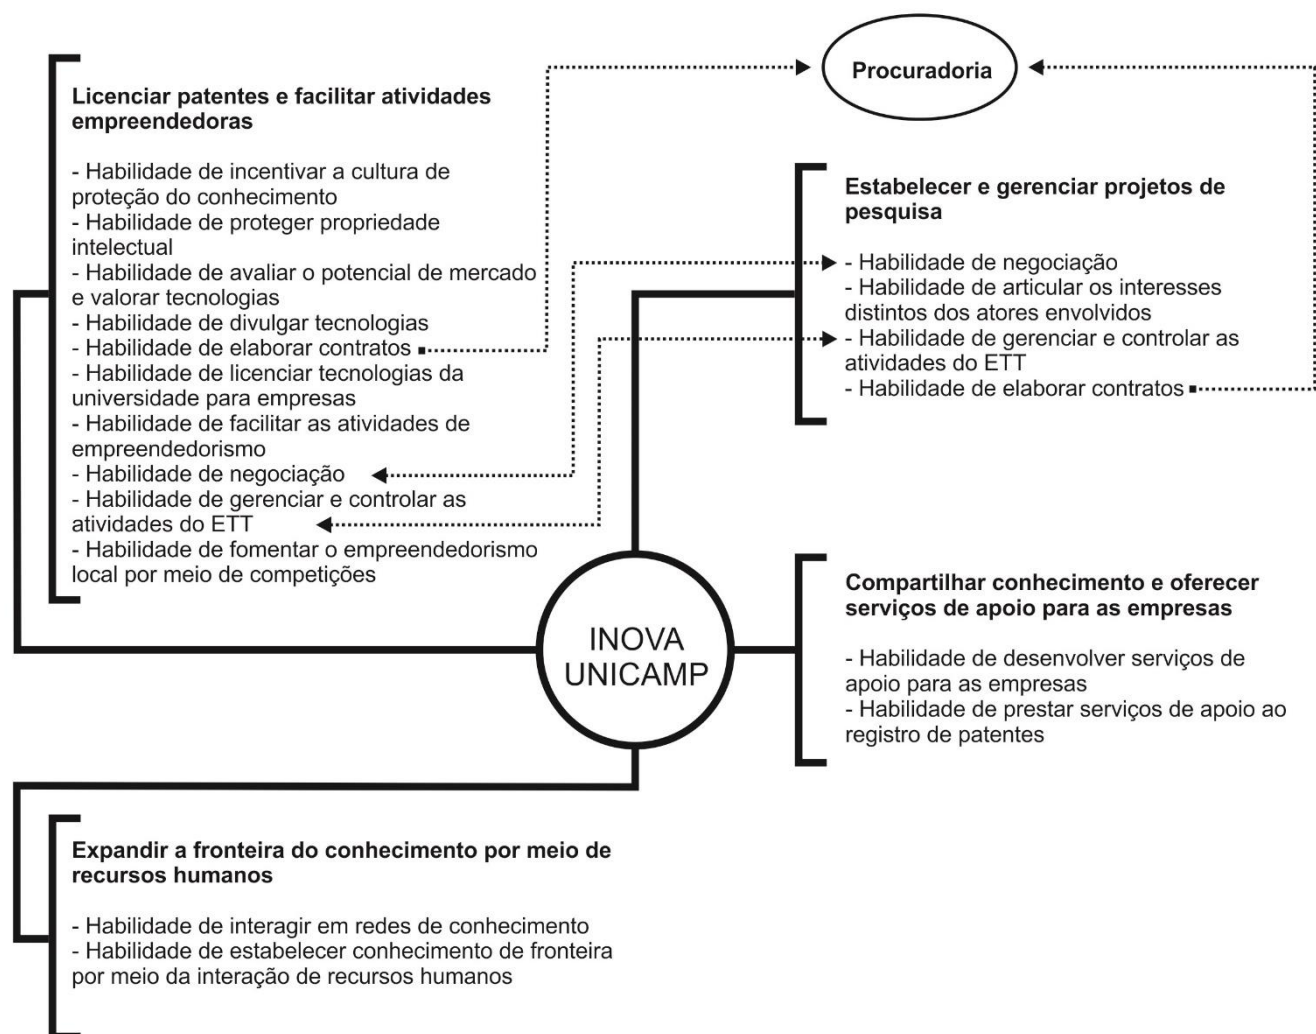 Procuradoria
Licenciar patentes e facilitar atividades
empreendedoras
- Habilidade de incentivar a cultura de
proteção do conhecimento
- Habilidade de proteger propriedade
intelectual
- Habilidade de avaliar o potencial de mercado
e valorar tecnologias
- Habilidade de divulgar tecnologias
- Habilidade de elaborar contratos
- Habilidade de licenciar tecnologias da
universidade para empresas
- Habilidade de facilitar as atividades de
empreendedorismo
- Habilidade de negociação
- Habilidade de gerenciar e controlar as
atividades do ETT
- Habilidade de fomentar o empreendedorismo
local por meio de competições
Estabelecer e gerenciar projetos de
pesquisa
- Habilidade de negociação
- Habilidade de articular os interesses
distintos dos atores envolvidos
- Habilidade de gerenciar e controlar as
atividades do ETT
- Habilidade de elaborar contratos
INOVA
UNICAMP
Compartilhar conhecimento e oferecer
serviços de apoio para as empresas
- Habilidade de desenvolver serviços de
apoio para as empresas
- Habilidade de prestar serviços de apoio ao
registro de patentes
Expandir a fronteira do conhecimento por meio de
recursos humanos
- Habilidade de interagir em redes de conhecimento
- Habilidade de estabelecer conhecimento de fronteira
por meio da interação de recursos humanos